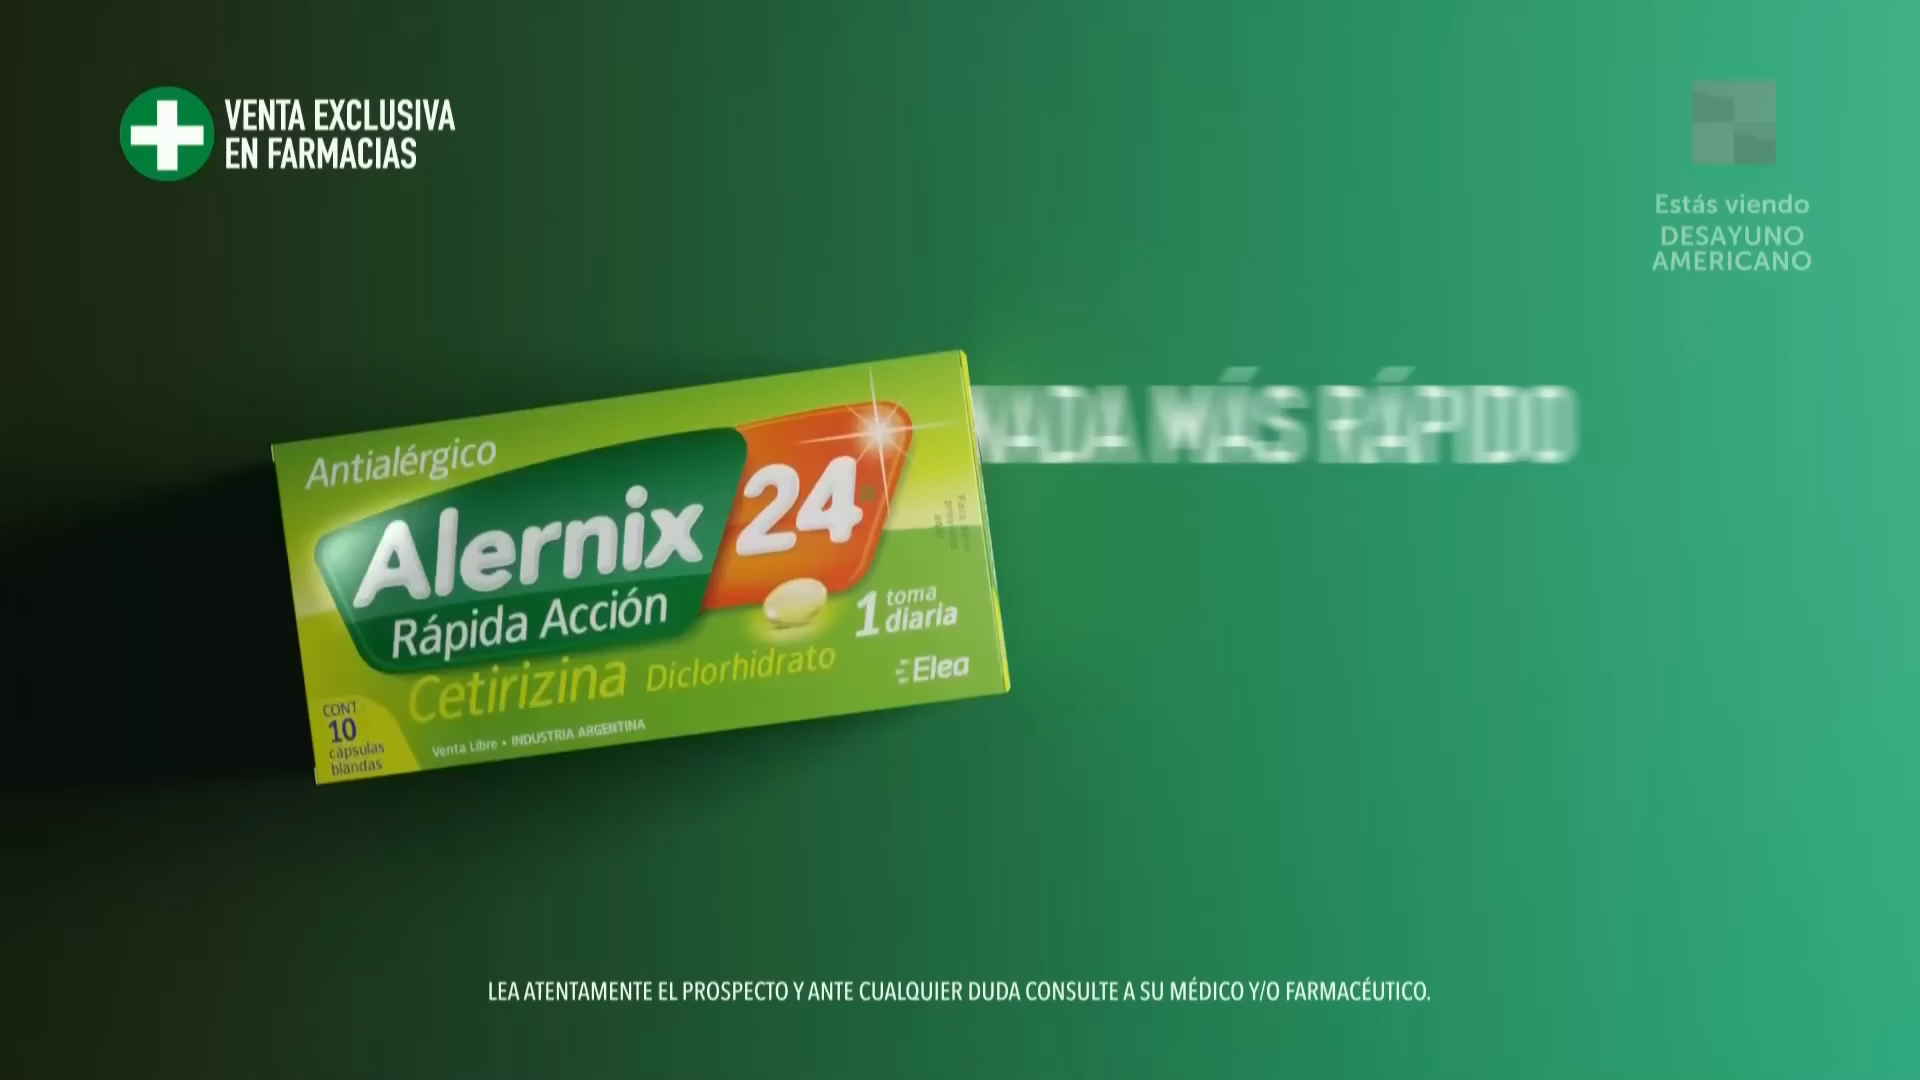 VENTA EXCLUSIVA
EN FARMACIAS
Estás viendo
DESAYUNO
AMERICANO
NADA MÁS RÁPIDO
Antialérgico
Alernix 24
Rápida Acción
1 toma
diaria
Cetirizina Diclorhidrato
Elea
CONT.
10
cápsulas
blandas
Venta Libre • INDUSTRIA ARGENTINA
LEA ATENTAMENTE EL PROSPECTO Y ANTE CUALQUIER DUDA CONSULTE A SU MÉDICO Y/O FARMACÉUTICO.